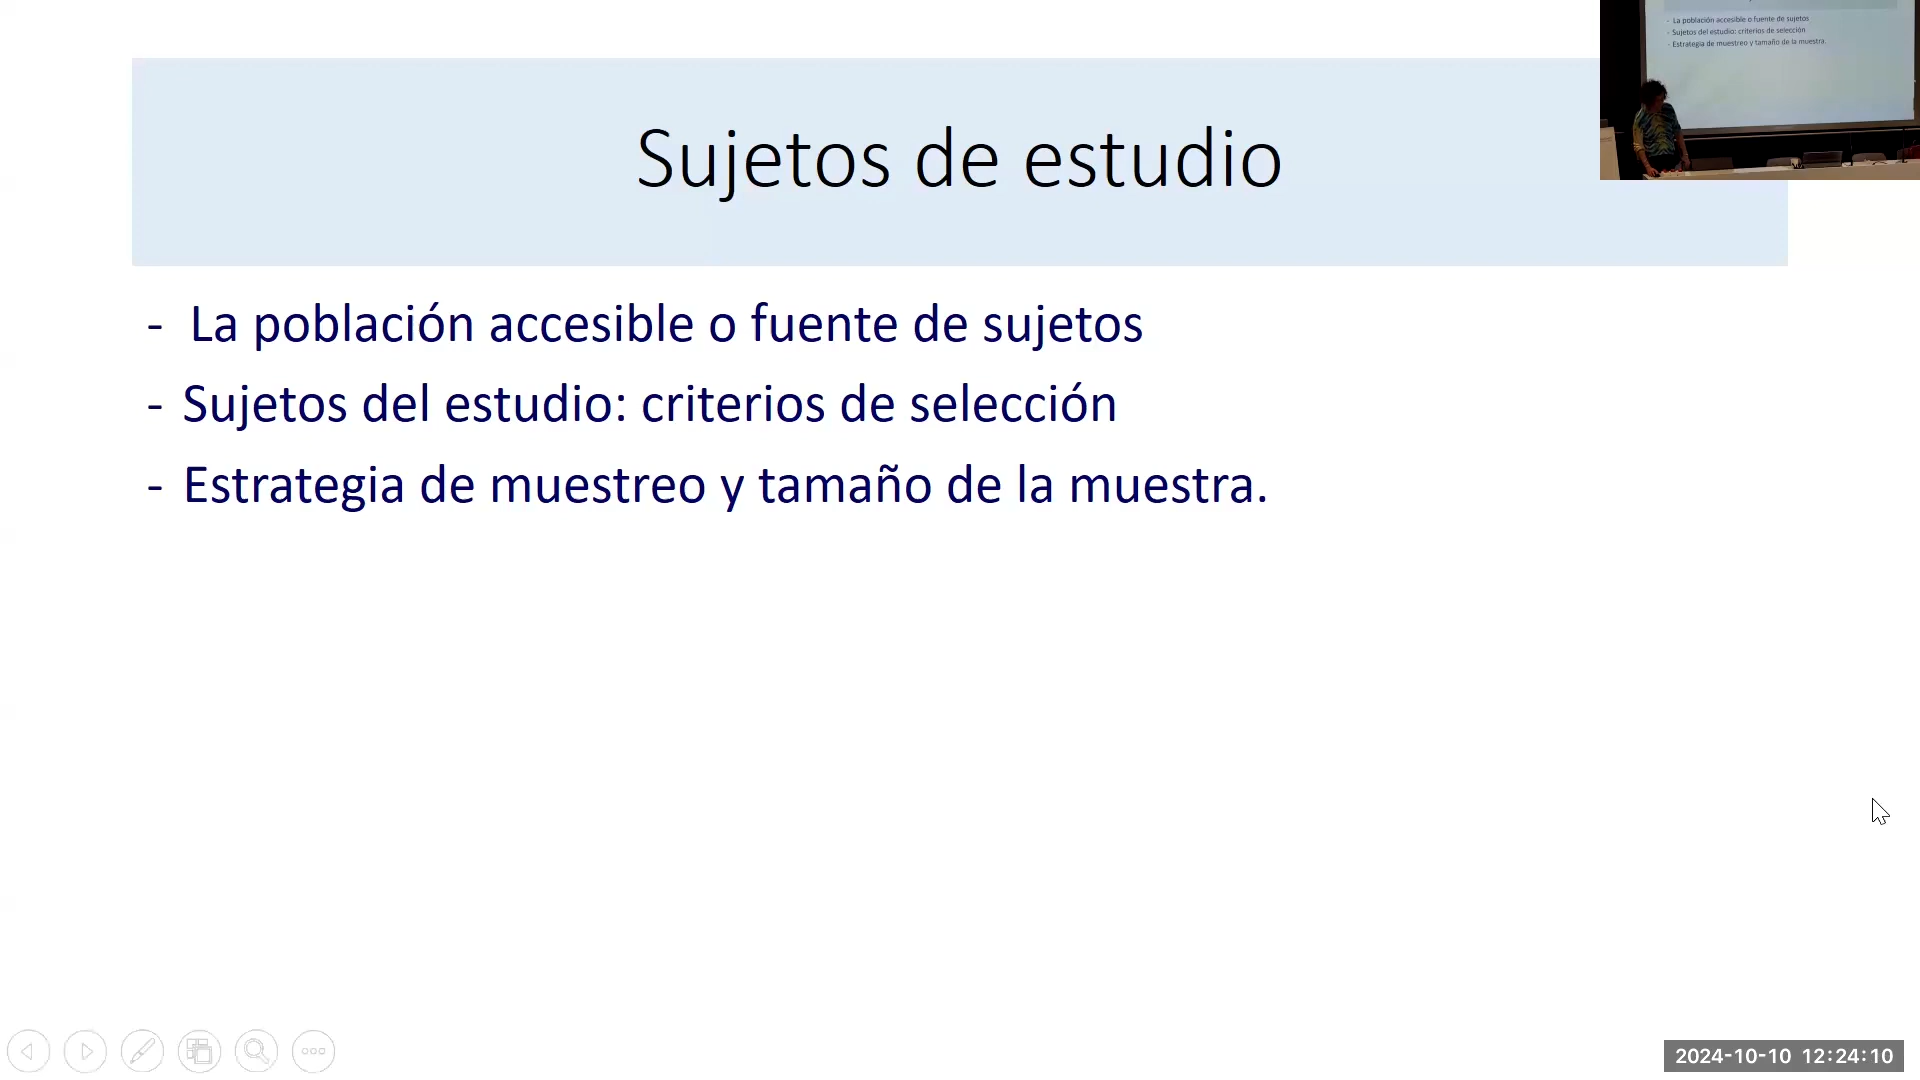 Sujetos de estudio
- La población accesible o fuente de sujetos
- Sujetos del estudio: criterios de selección
- Estrategia de muestreo y tamaño de la muestra.
- La población accesible o fuente de sujetos
- Sujetos del estudio: criterios de selección
- Estrategia de muestreo y tamaño de la muestra.
2024-10-10 12:24:10